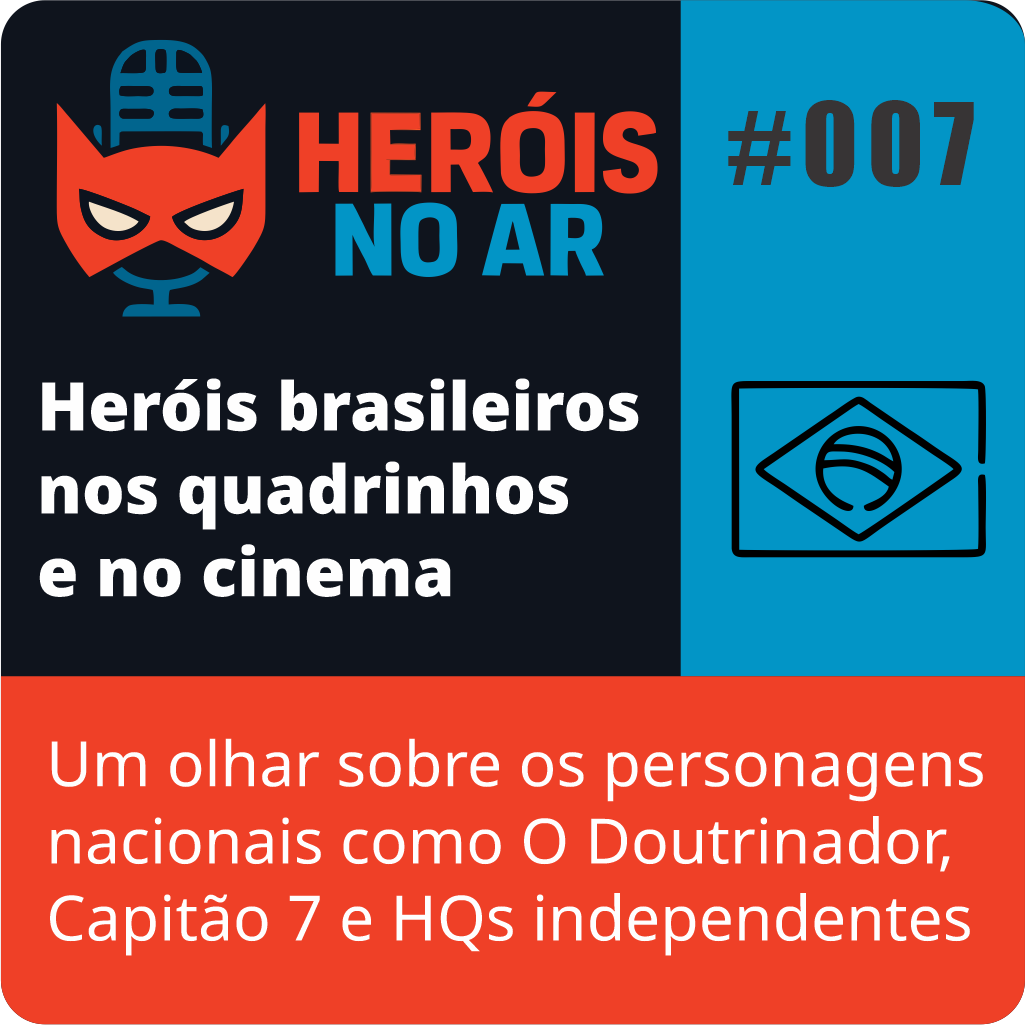 HERÓIS
NO AR
#007
Heróis brasileiros
nos quadrinhos
e no cinema
Um olhar sobre os personagens
nacionais como O Doutrinador,
Capitão 7 e HQs independentes